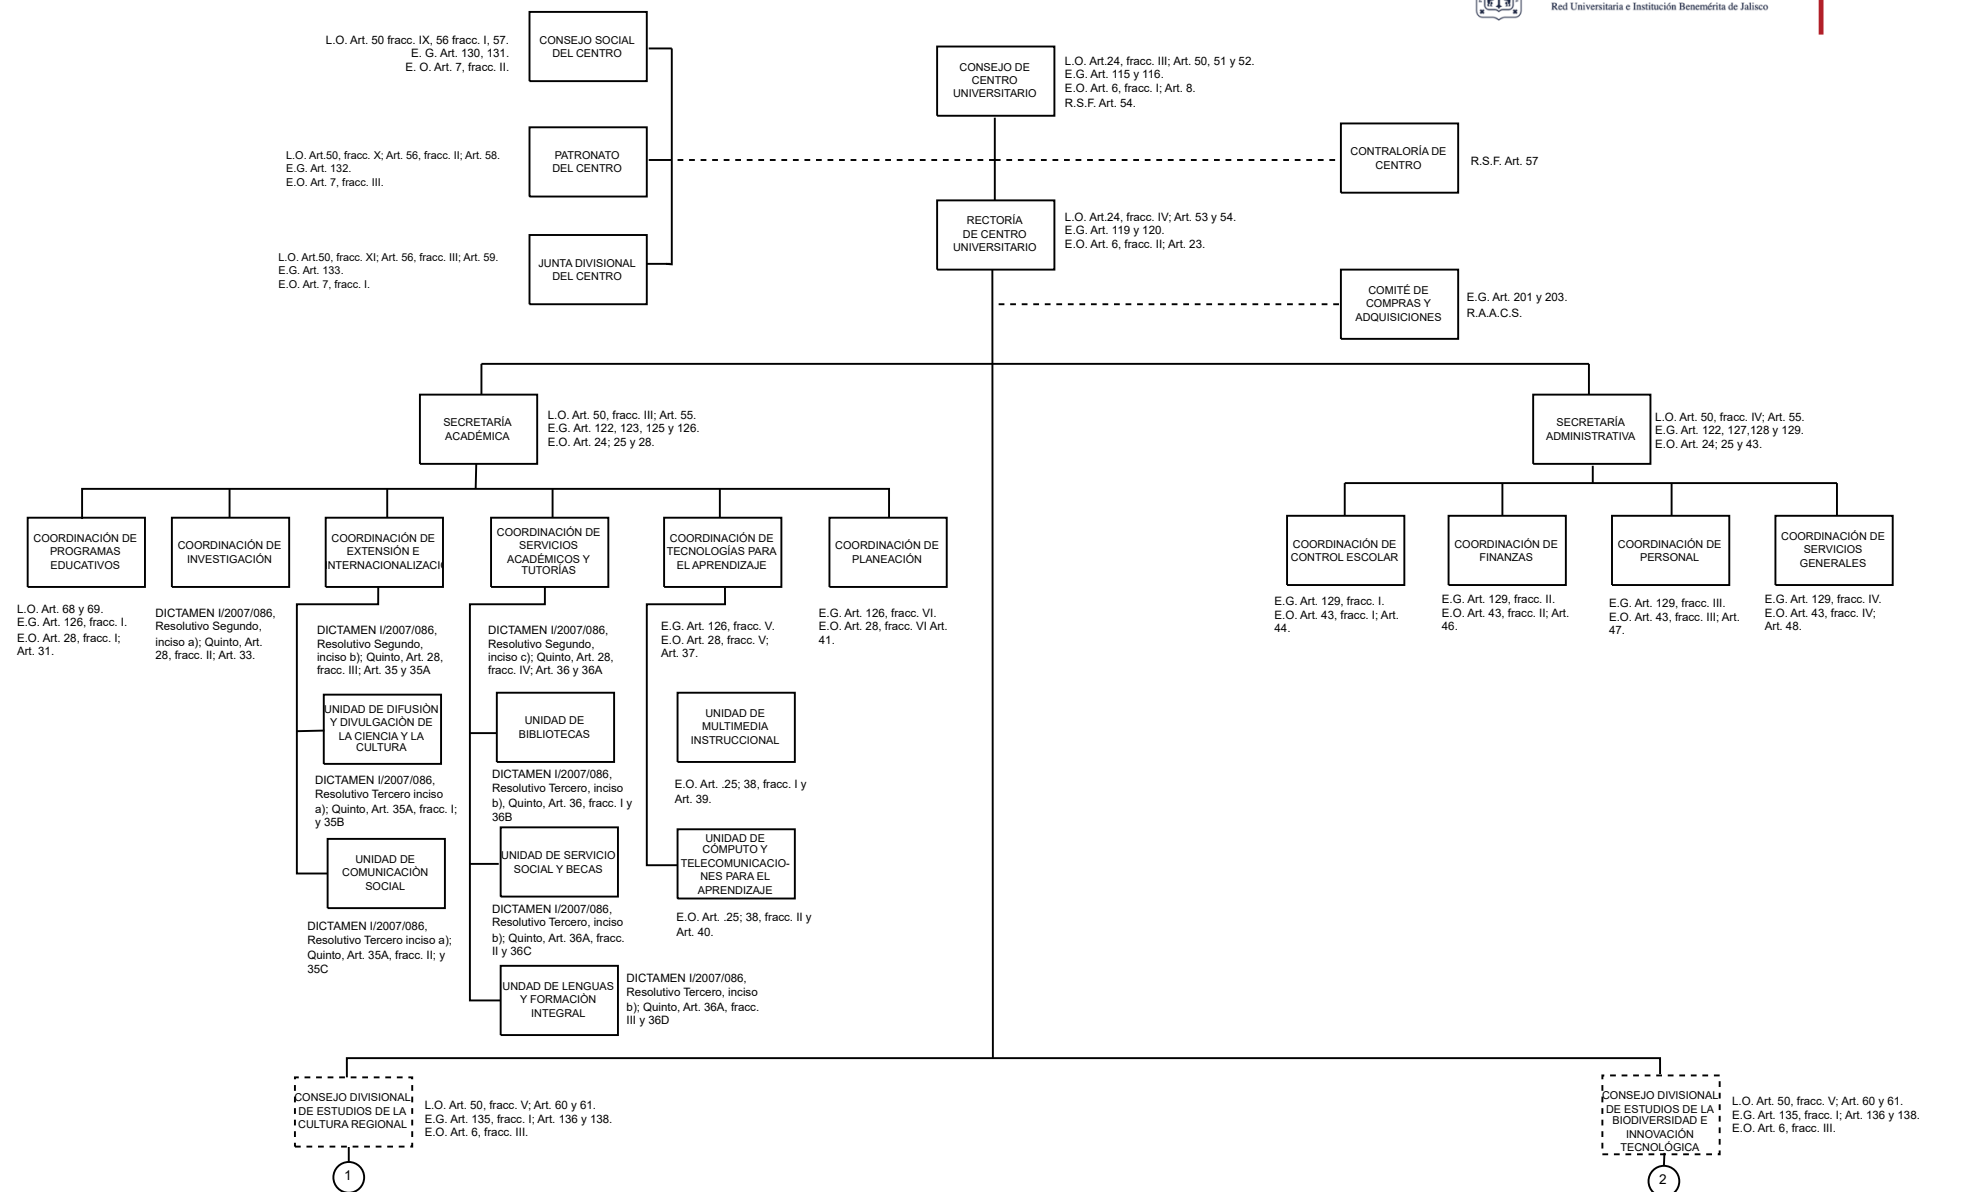 Red Universitaria e Institución Benemérita de Jalisco
L.O. Art. 50 fracc. IX, 56 fracc. I, 57.
E. G. Art. 130, 131.
E. O. Art. 7, fracc. II.
CONSEJO SOCIAL
DEL CENTRO
CONSEJO DE
CENTRO
UNIVERSITARIO
L.O. Art.24, fracc. III; Art. 50, 51 y 52.
E.G. Art. 115 y 116.
E.O. Art. 6, fracc. I; Art. 8.
R.S.F. Art. 54.
L.O. Art.50, fracc. X; Art. 56, fracc. II; Art. 58.
E.G. Art. 132.
E.O. Art. 7, fracc. III.
PATRONATO
DEL CENTRO
CONTRALORÍA DE
CENTRO
R.S.F. Art. 57
RECTORÍA
DE CENTRO
UNIVERSITARIO
L.O. Art.24, fracc. IV; Art. 53 y 54.
E.G. Art. 119 y 120.
E.O. Art. 6, fracc. II; Art. 23.
L.O. Art.50, fracc. XI; Art. 56, fracc. III; Art. 59.
E.G. Art. 133.
E.O. Art. 7, fracc. I.
JUNTA DIVISIONAL
DEL CENTRO
COMITÉ DE
COMPRAS Y
ADQUISICIONES
E.G. Art. 201 y 203.
R.A.A.C.S.
SECRETARÍA
ACADÉMICA
L.O. Art. 50, fracc. III; Art. 55.
E.G. Art. 122, 123, 125 y 126.
E.O. Art. 24; 25 y 28.
SECRETARÍA
ADMINISTRATIVA
L.O. Art. 50, fracc. IV; Art. 55.
E.G. Art. 122, 127,128 y 129.
E.O. Art. 24; 25 y 43.
COORDINACIÓN DE
PROGRAMAS
EDUCATIVOS
COORDINACIÓN DE
INVESTIGACIÓN
COORDINACIÓN DE
EXTENSIÓN E
INTERNACIONALIZACI
COORDINACIÓN DE
SERVICIOS
ACADÉMICOS Y
TUTORÍAS
COORDINACIÓN DE
TECNOLOGÍAS PARA
EL APRENDIZAJE
COORDINACIÓN DE
PLANEACIÓN
COORDINACIÓN DE
CONTROL ESCOLAR
COORDINACIÓN DE
FINANZAS
COORDINACIÓN DE
PERSONAL
COORDINACIÓN DE
SERVICIOS
GENERALES
L.O. Art. 68 y 69.
E.G. Art. 126, fracc. I.
E.O. Art. 28, fracc. I;
Art. 31.
DICTAMEN I/2007/086,
Resolutivo Segundo,
inciso a); Quinto, Art.
28, fracc. II; Art. 33.
DICTAMEN I/2007/086,
Resolutivo Segundo,
inciso b); Quinto, Art. 28,
fracc. III; Art. 35 y 35A
DICTAMEN I/2007/086,
Resolutivo Segundo,
inciso c); Quinto, Art. 28,
fracc. IV; Art. 36 y 36A
E.G. Art. 126, fracc. V.
E.O. Art. 28, fracc. V;
Art. 37.
E.G. Art. 126, fracc. VI.
E.O. Art. 28, fracc. VI Art.
41.
E.G. Art. 129, fracc. I.
E.O. Art. 43, fracc. I; Art.
44.
E.G. Art. 129, fracc. II.
E.O. Art. 43, fracc. II; Art.
46.
E.G. Art. 129, fracc. III.
E.O. Art. 43, fracc. III; Art.
47.
E.G. Art. 129, fracc. IV.
E.O. Art. 43, fracc. IV;
Art. 48.
UNIDAD DE DIFUSIÒN
Y DIVULGACIÒN DE
LA CIENCIA Y LA
CULTURA
UNIDAD DE
BIBLIOTECAS
UNIDAD DE
MULTIMEDIA
INSTRUCCIONAL
DICTAMEN I/2007/086,
Resolutivo Tercero inciso
a); Quinto, Art. 35A, fracc. I;
y 35B
DICTAMEN I/2007/086,
Resolutivo Tercero, inciso
b), Quinto, Art. 36, fracc. I y
36B
E.O. Art. .25; 38, fracc. I y
Art. 39.
UNIDAD DE
COMUNICACIÒN
SOCIAL
UNIDAD DE SERVICIO
SOCIAL Y BECAS
UNIDAD DE
CÓMPUTO Y
TELECOMUNICACIO-
NES PARA EL
APRENDIZAJE
DICTAMEN I/2007/086,
Resolutivo Tercero inciso a);
Quinto, Art. 35A, fracc. II; y
35C
DICTAMEN I/2007/086,
Resolutivo Tercero, inciso
b); Quinto, Art. 36A, fracc.
II y 36C
E.O. Art. .25; 38, fracc. II y
Art. 40.
UNDAD DE LENGUAS
Y FORMACIÒN
INTEGRAL
DICTAMEN I/2007/086,
Resolutivo Tercero, inciso
b); Quinto, Art. 36A, fracc.
III y 36D
CONSEJO DIVISIONAL
DE ESTUDIOS DE LA
CULTURA REGIONAL
L.O. Art. 50, fracc. V; Art. 60 y 61.
E.G. Art. 135, fracc. I; Art. 136 y 138.
E.O. Art. 6, fracc. III.
1
CONSEJO DIVISIONAL
DE ESTUDIOS DE LA
BIODIVERSIDAD E
INNOVACIÓN
TECNOLÓGICA
L.O. Art. 50, fracc. V; Art. 60 y 61.
E.G. Art. 135, fracc. I; Art. 136 y 138.
E.O. Art. 6, fracc. III.
2